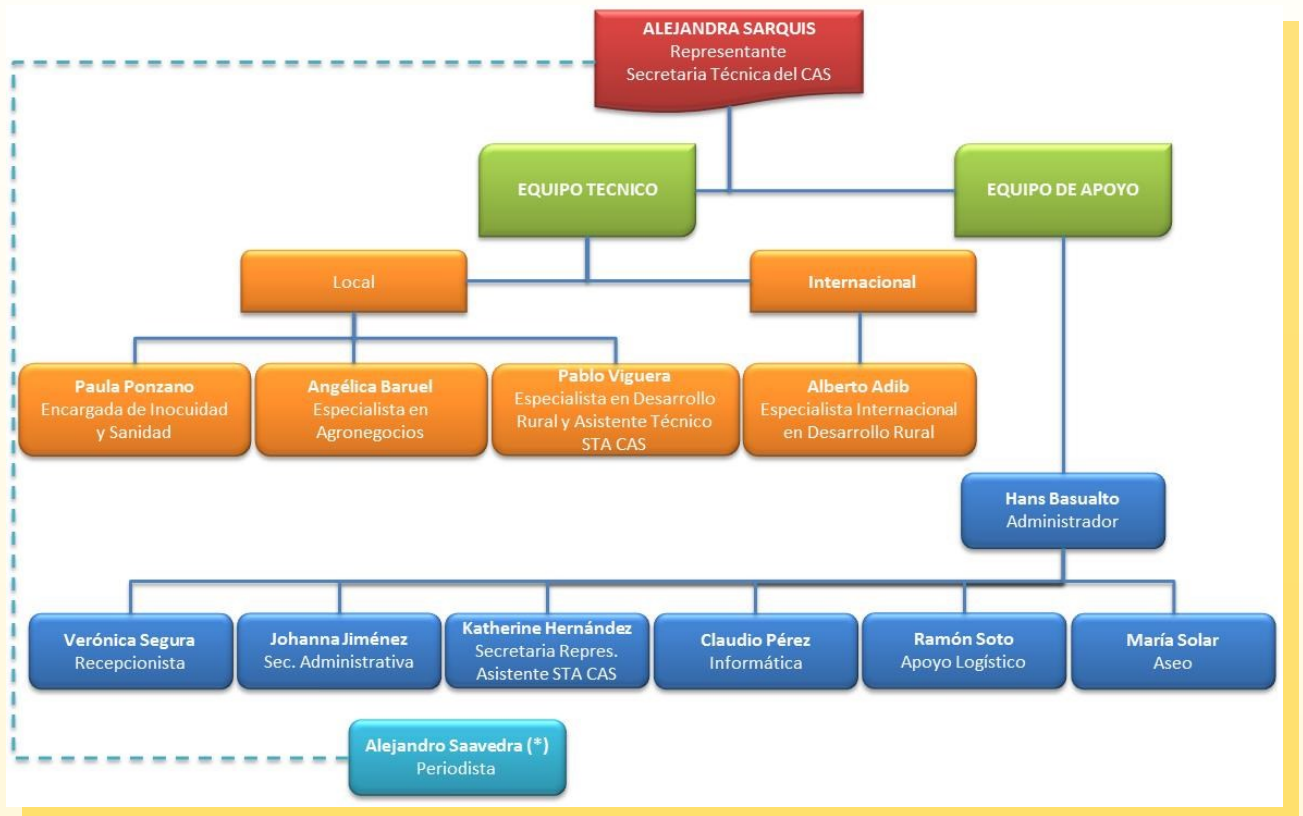 ALEJANDRA SARQUIS
Representante
Secretaria Técnica del CAS
EQUIPO TECNICO
EQUIPO DE APOYO
Local
Internacional
Paula Ponzano
Encargada de Inocuidad
y Sanidad
Angélica Baruel
Especialista en
Agronegocios
Pablo Viguera
Especialista en Desarrollo
Rural y Asistente Técnico
STA CAS
Alberto Adib
Especialista Internacional
en Desarrollo Rural
Hans Basualto
Administrador
Verónica Segura
Recepcionista
Johanna Jiménez
Sec. Administrativa
Katherine Hernández
Secretaria Repres.
Asistente STA CAS
Claudio Pérez
Informática
Ramón Soto
Apoyo Logístico
María Solar
Aseo
Alejandro Saavedra (*)
Periodista